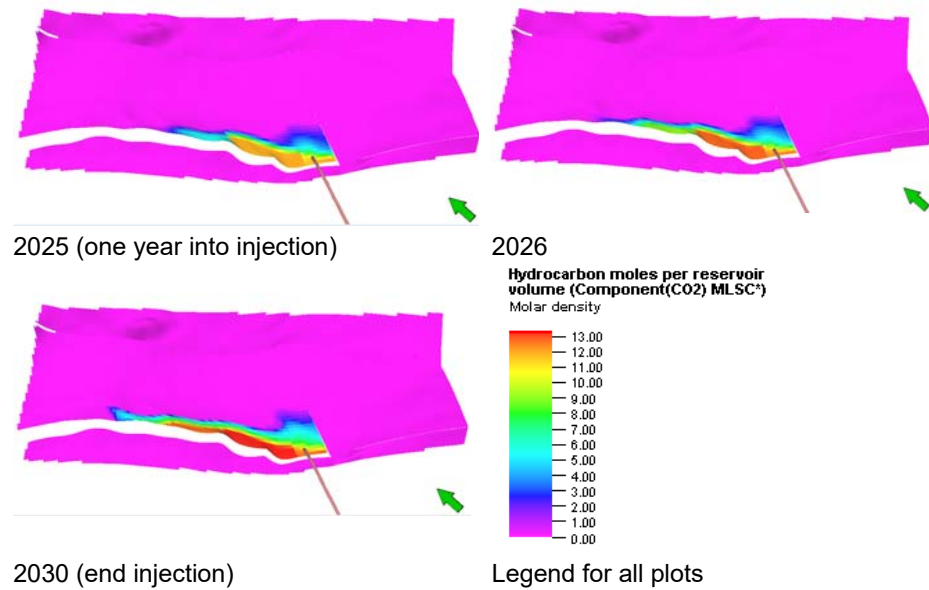 2025 (one year into injection)
2026
Hydrocarbon moles per reservoir
volume (Component(CO2) MLSC*)
Molar density
13.00
12.00
11.00
10.00
9.00
8.00
7.00
6.00
5.00
4.00
3.00
2.00
1.00
0.00
2030 (end injection)
Legend for all plots